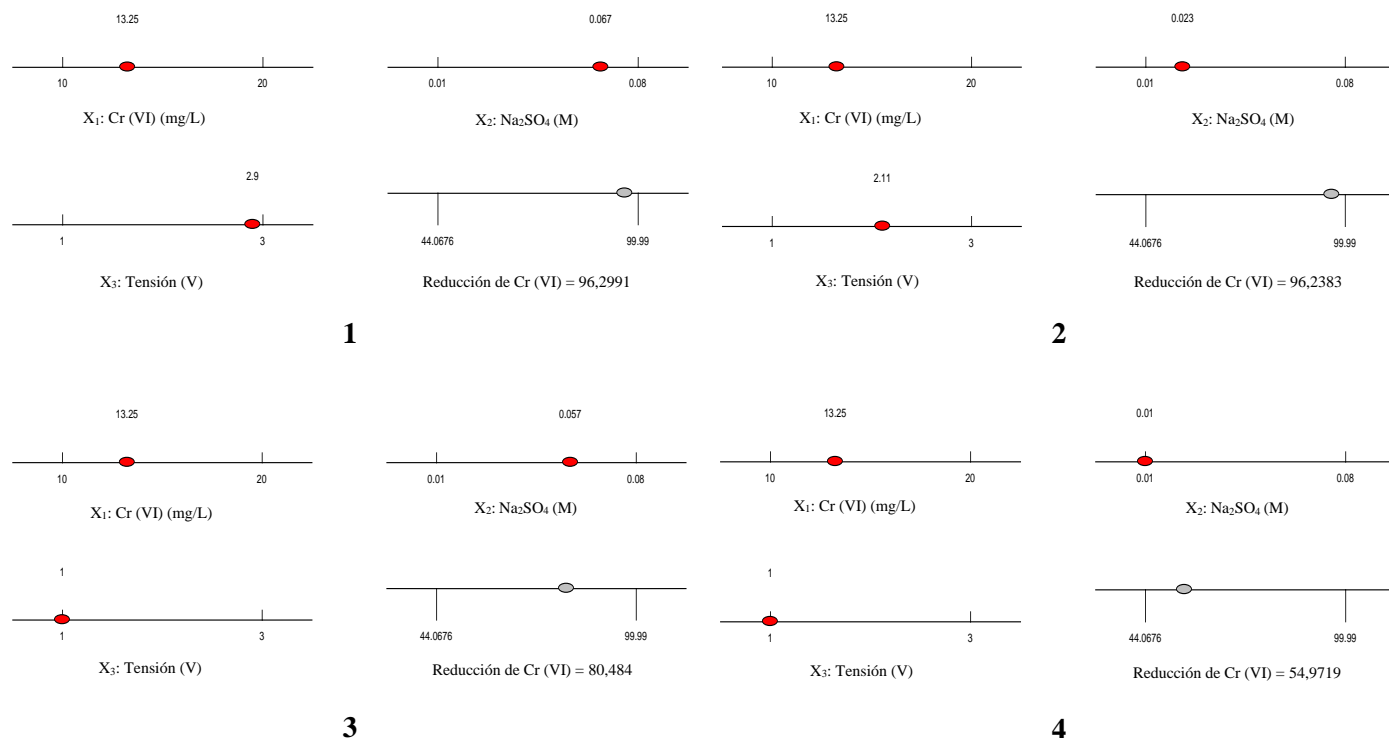 13.25
10 20
X₁: Cr (VI) (mg/L)
0.067
0.01 0.08
X₂: Na₂SO₄ (M)
2.9
1 3
X₃: Tensión (V)
44.0676 99.99
Reducción de Cr (VI) = 96,2991
1
13.25
10 20
X₁: Cr (VI) (mg/L)
0.023
0.01 0.08
X₂: Na₂SO₄ (M)
2.11
1 3
X₃: Tensión (V)
44.0676 99.99
Reducción de Cr (VI) = 96,2383
2
13.25
10 20
X₁: Cr (VI) (mg/L)
0.057
0.01 0.08
X₂: Na₂SO₄ (M)
1
1 3
X₃: Tensión (V)
44.0676 99.99
Reducción de Cr (VI) = 80,484
3
13.25
10 20
X₁: Cr (VI) (mg/L)
0.01
0.01 0.08
X₂: Na₂SO₄ (M)
1
1 3
X₃: Tensión (V)
44.0676 99.99
Reducción de Cr (VI) = 54,9719
4